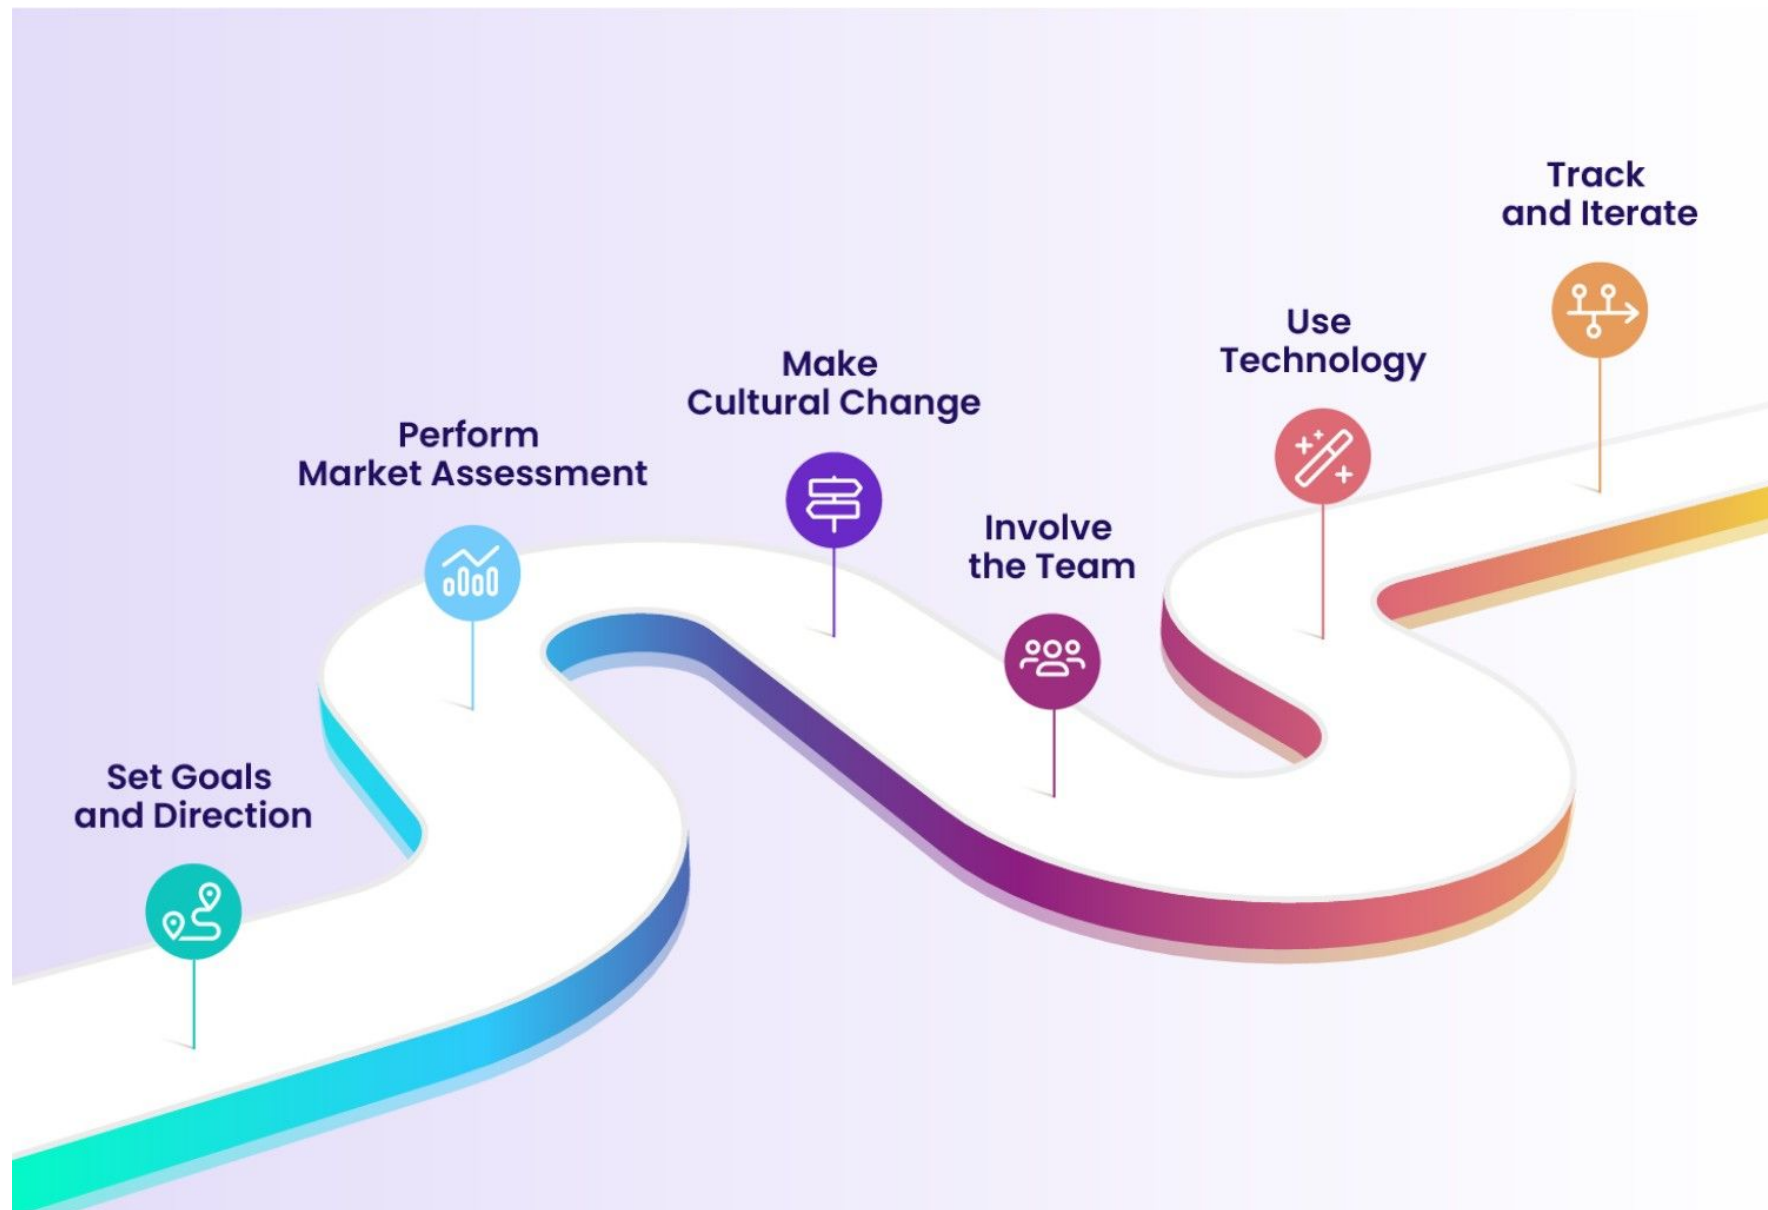 Set Goals
and Direction
Perform
Market Assessment
Make
Cultural Change
Involve
the Team
Use
Technology
Track
and Iterate